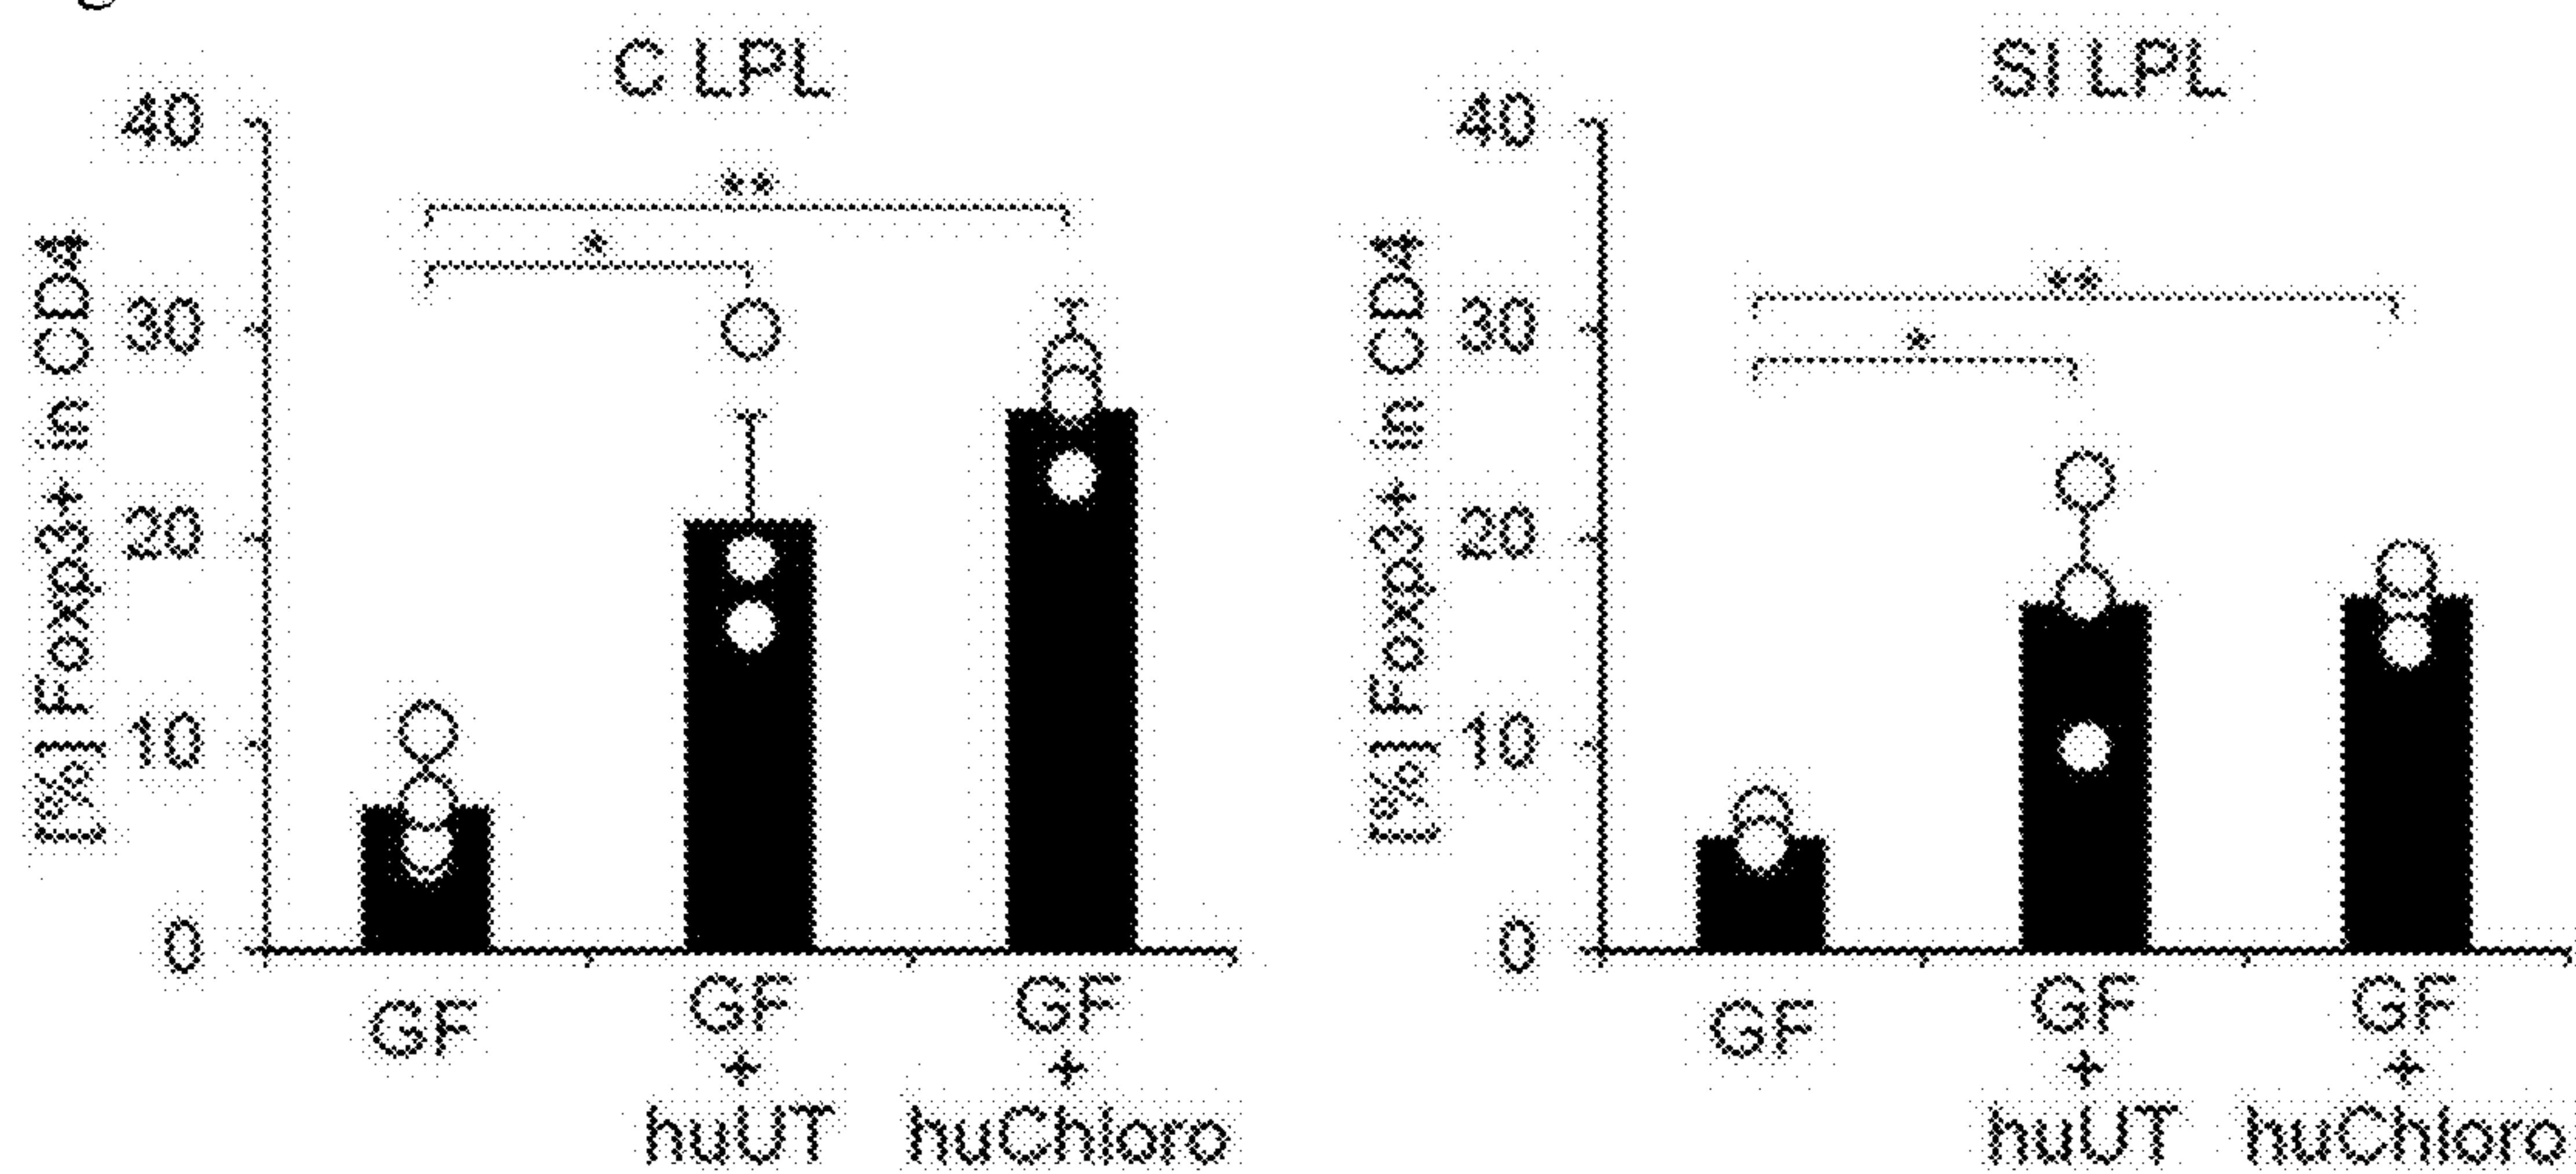 C LPL
[%] Foxp3+ in CD4
40
30
20
10
0
**
*
GF
GF
+
huUT
GF
+
huChloro
SI LPL
[%] Foxp3+ in CD4
40
30
20
10
0
**
*
GF
GF
+
huUT
GF
+
huChloro